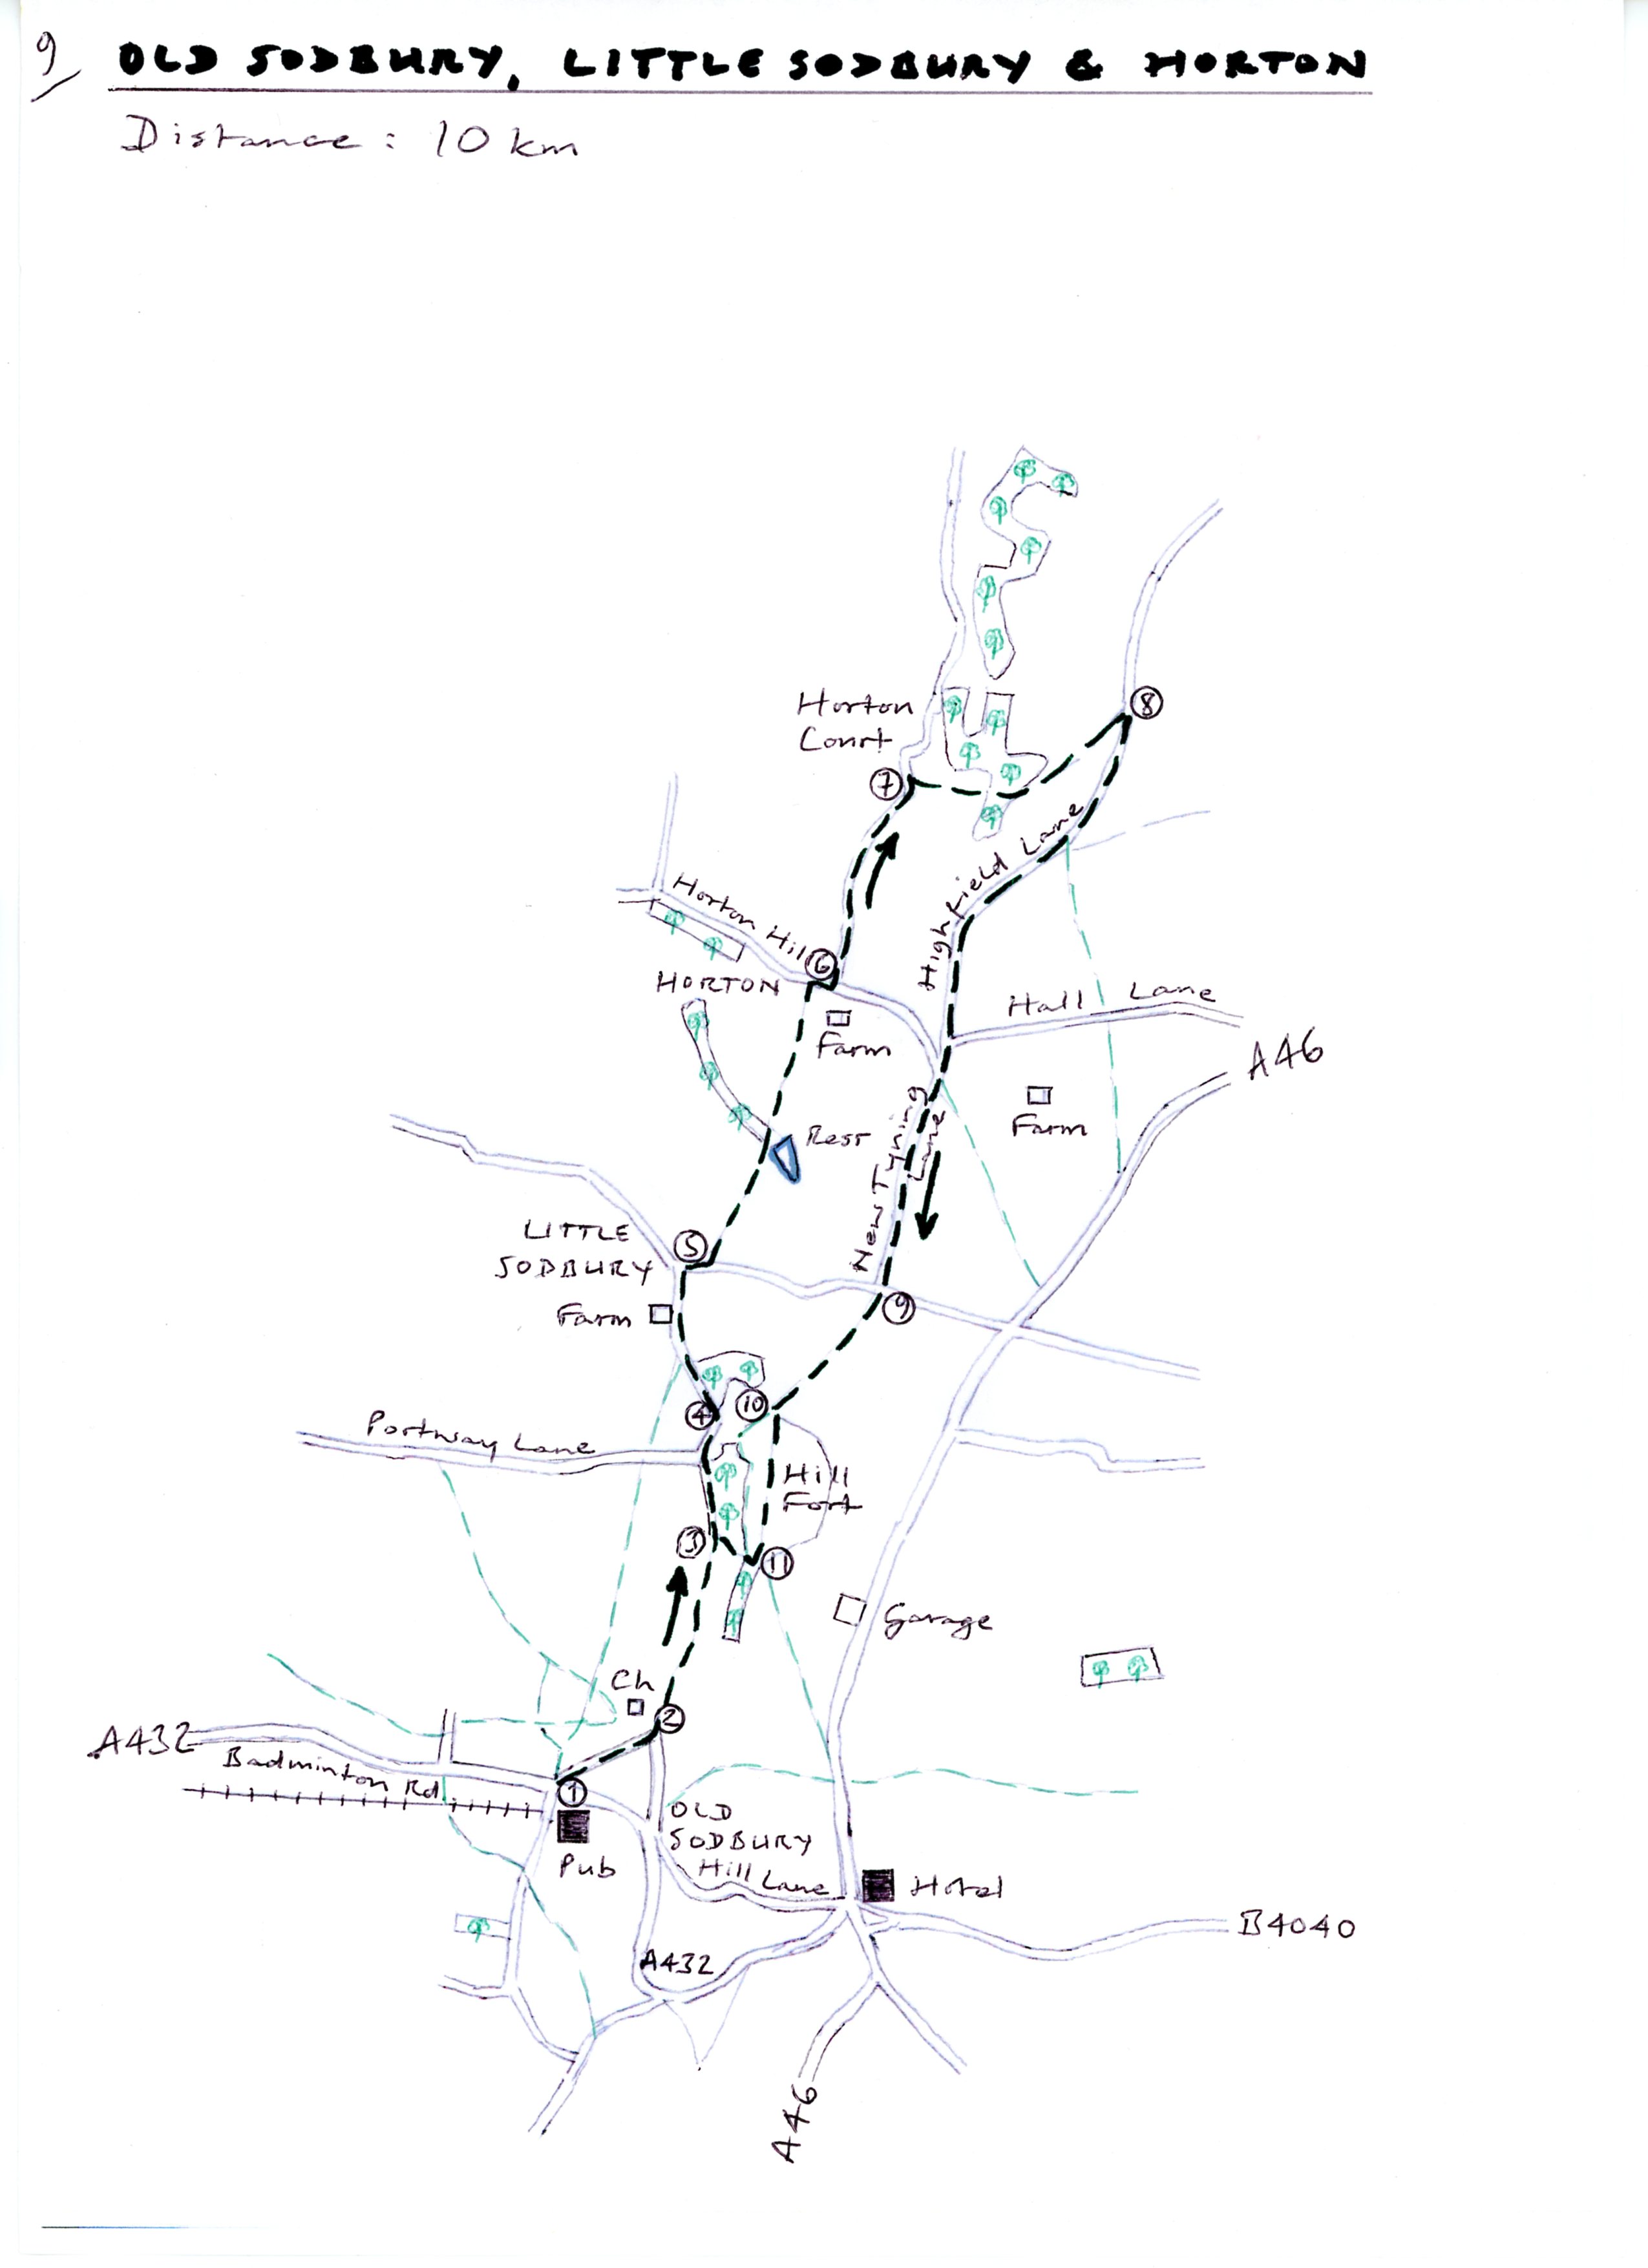 9
OLD SODBURY, LITTLE SODBURY & HORTON
Distance : 10 km
8
Horton
Court
7
Highfield Lane
Horton Hill
6
HORTON
Hall Lane
Farm
A46
Farm
New Tyning
Lane
Resr
LITTLE
SODBURY
5
9
Farm
4
10
Portway Lane
Hill
Fort
3
11
Garage
Ch
2
A432
Badminton Rd
1
OLD
SODBURY
Pub
Hill Lane
Hotel
B4040
A432
A46